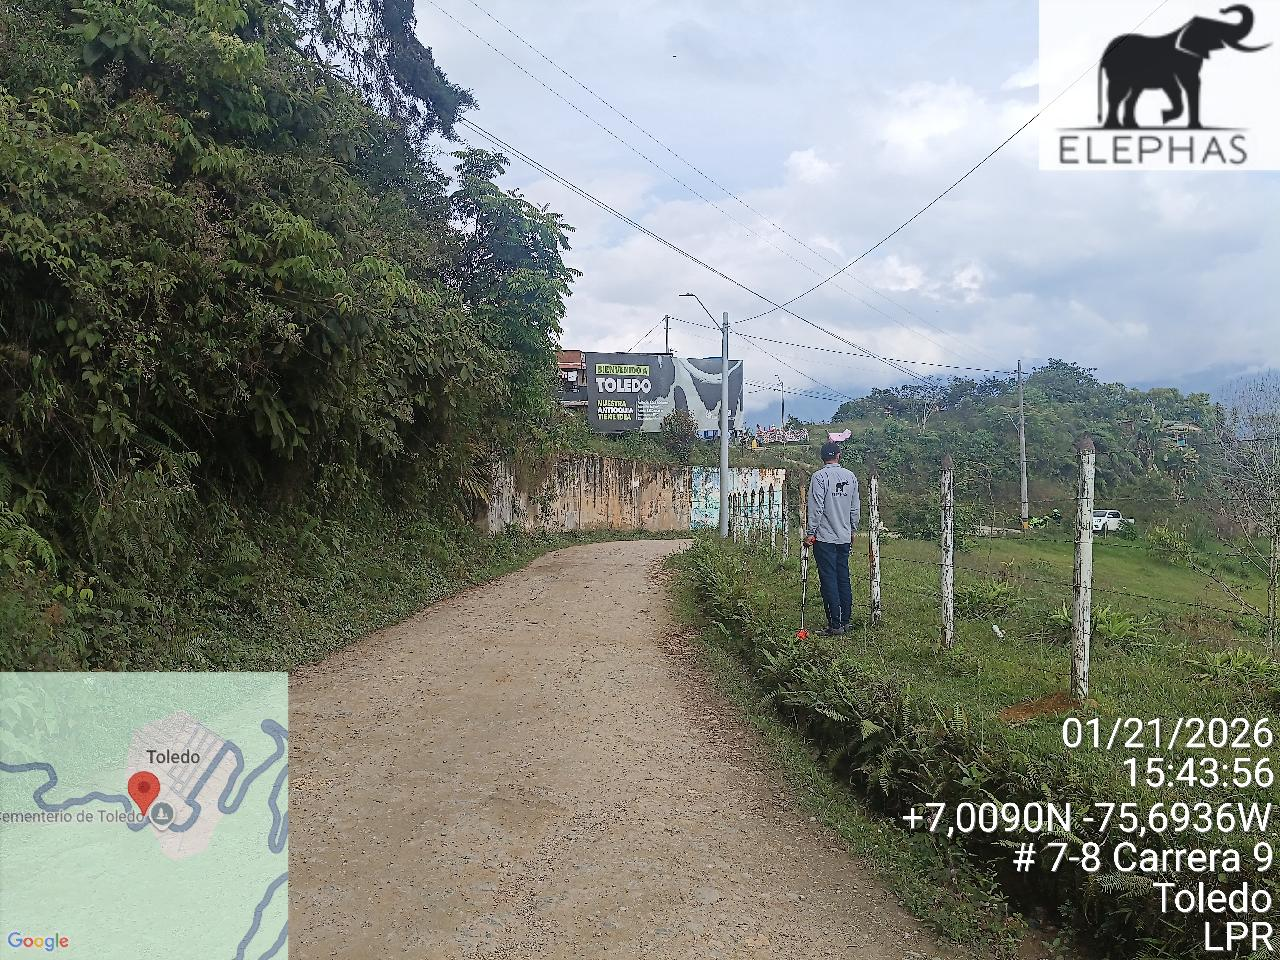 ELEPHAS
BIENVENIDO A
TOLEDO
NUESTRA
ANTIOQUIA
ELEPHAS
Toledo
Cementerio de Toledo
Google
01/21/2026
15:43:56
+7,0090N -75,6936W
# 7-8 Carrera 9
Toledo
LPR